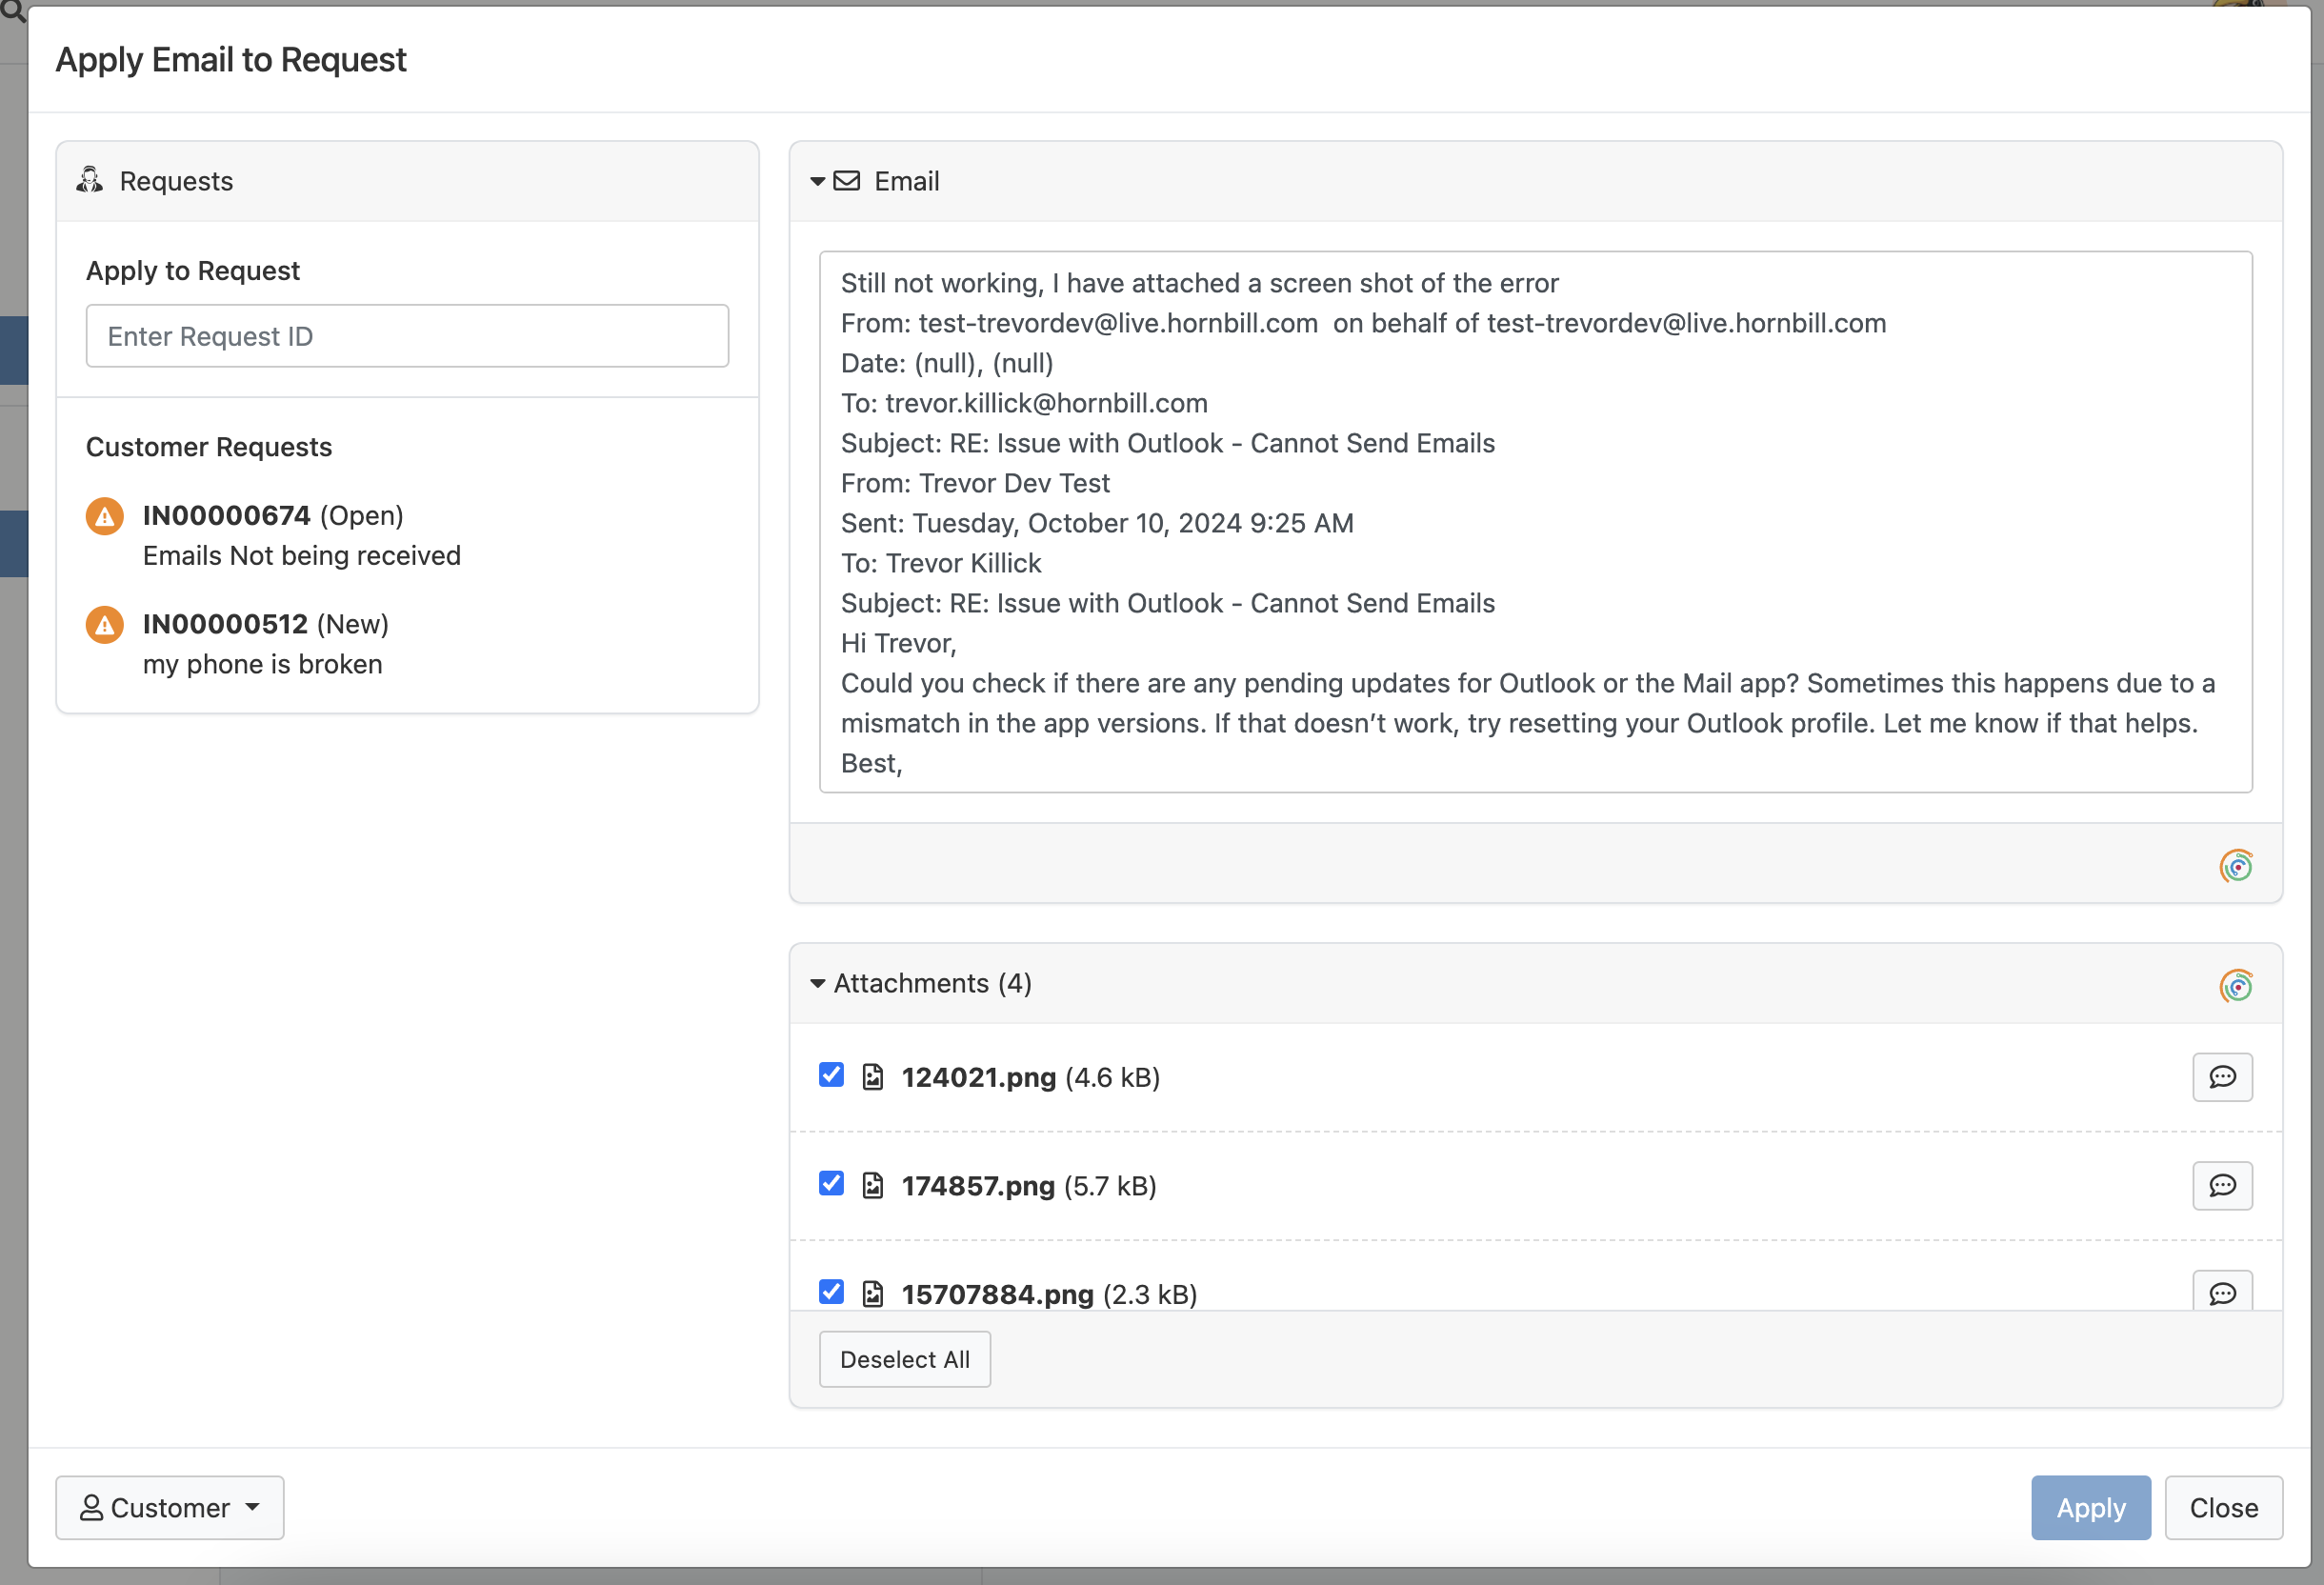 Apply Email to Request
Requests
Apply to Request
Enter Request ID
Customer Requests
IN00000674 (Open)
Emails Not being received
IN00000512 (New)
my phone is broken
Email
Still not working, I have attached a screen shot of the error
From: test-trevordev@live.hornbill.com  on behalf of test-trevordev@live.hornbill.com
Date: (null), (null)
To: trevor.killick@hornbill.com
Subject: RE: Issue with Outlook - Cannot Send Emails
From: Trevor Dev Test
Sent: Tuesday, October 10, 2024 9:25 AM
To: Trevor Killick
Subject: RE: Issue with Outlook - Cannot Send Emails
Hi Trevor,
Could you check if there are any pending updates for Outlook or the Mail app? Sometimes this happens due to a
mismatch in the app versions. If that doesn’t work, try resetting your Outlook profile. Let me know if that helps.
Best,
Attachments (4)
124021.png (4.6 kB)
174857.png (5.7 kB)
15707884.png (2.3 kB)
Deselect All
Customer
Apply
Close